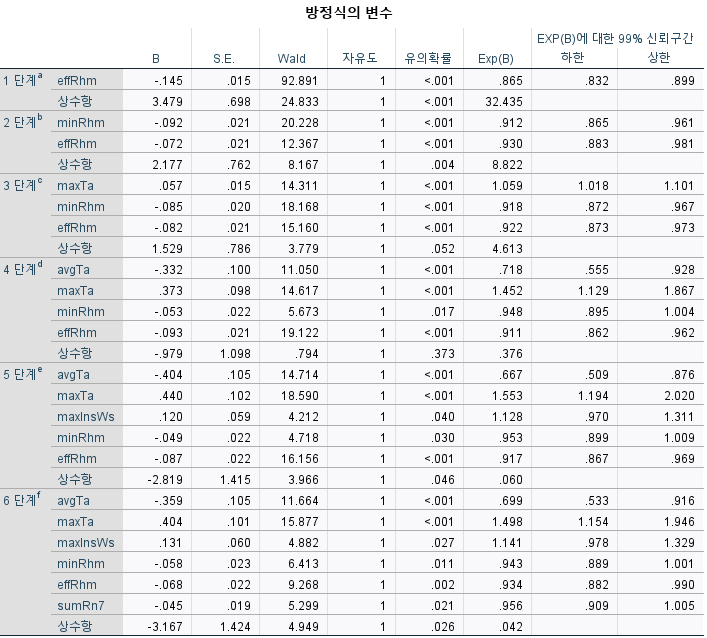 방정식의 변수
EXP(B)에 대한 99% 신뢰구간
B S.E. Wald 자유도 유의확률 Exp(B) 하한 상한
1 단계a effRhm -.145 .015 92.891 1 <.001 .865 .832 .899
상수항 3.479 .698 24.833 1 <.001 32.435
2 단계b minRhm -.092 .021 20.228 1 <.001 .912 .865 .961
effRhm -.072 .021 12.367 1 <.001 .930 .883 .981
상수항 2.177 .762 8.167 1 .004 8.822
3 단계c maxTa .057 .015 14.311 1 <.001 1.059 1.018 1.101
minRhm -.085 .020 18.168 1 <.001 .918 .872 .967
effRhm -.082 .021 15.160 1 <.001 .922 .873 .973
상수항 1.529 .786 3.779 1 .052 4.613
4 단계d avgTa -.332 .100 11.050 1 <.001 .718 .555 .928
maxTa .373 .098 14.617 1 <.001 1.452 1.129 1.867
minRhm -.053 .022 5.673 1 .017 .948 .895 1.004
effRhm -.093 .021 19.122 1 <.001 .911 .862 .962
상수항 -.979 1.098 .794 1 .373 .376
5 단계e avgTa -.404 .105 14.714 1 <.001 .667 .509 .876
maxTa .440 .102 18.590 1 <.001 1.553 1.194 2.020
maxInsWs .120 .059 4.212 1 .040 1.128 .970 1.311
minRhm -.049 .022 4.718 1 .030 .953 .899 1.009
effRhm -.087 .022 16.156 1 <.001 .917 .867 .969
상수항 -2.819 1.415 3.966 1 .046 .060
6 단계f avgTa -.359 .105 11.664 1 <.001 .699 .533 .916
maxTa .404 .101 15.877 1 <.001 1.498 1.154 1.946
maxInsWs .131 .060 4.882 1 .027 1.141 .978 1.329
minRhm -.058 .023 6.413 1 .011 .943 .889 1.001
effRhm -.068 .022 9.268 1 .002 .934 .882 .990
sumRn7 -.045 .019 5.299 1 .021 .956 .909 1.005
상수항 -3.167 1.424 4.949 1 .026 .042